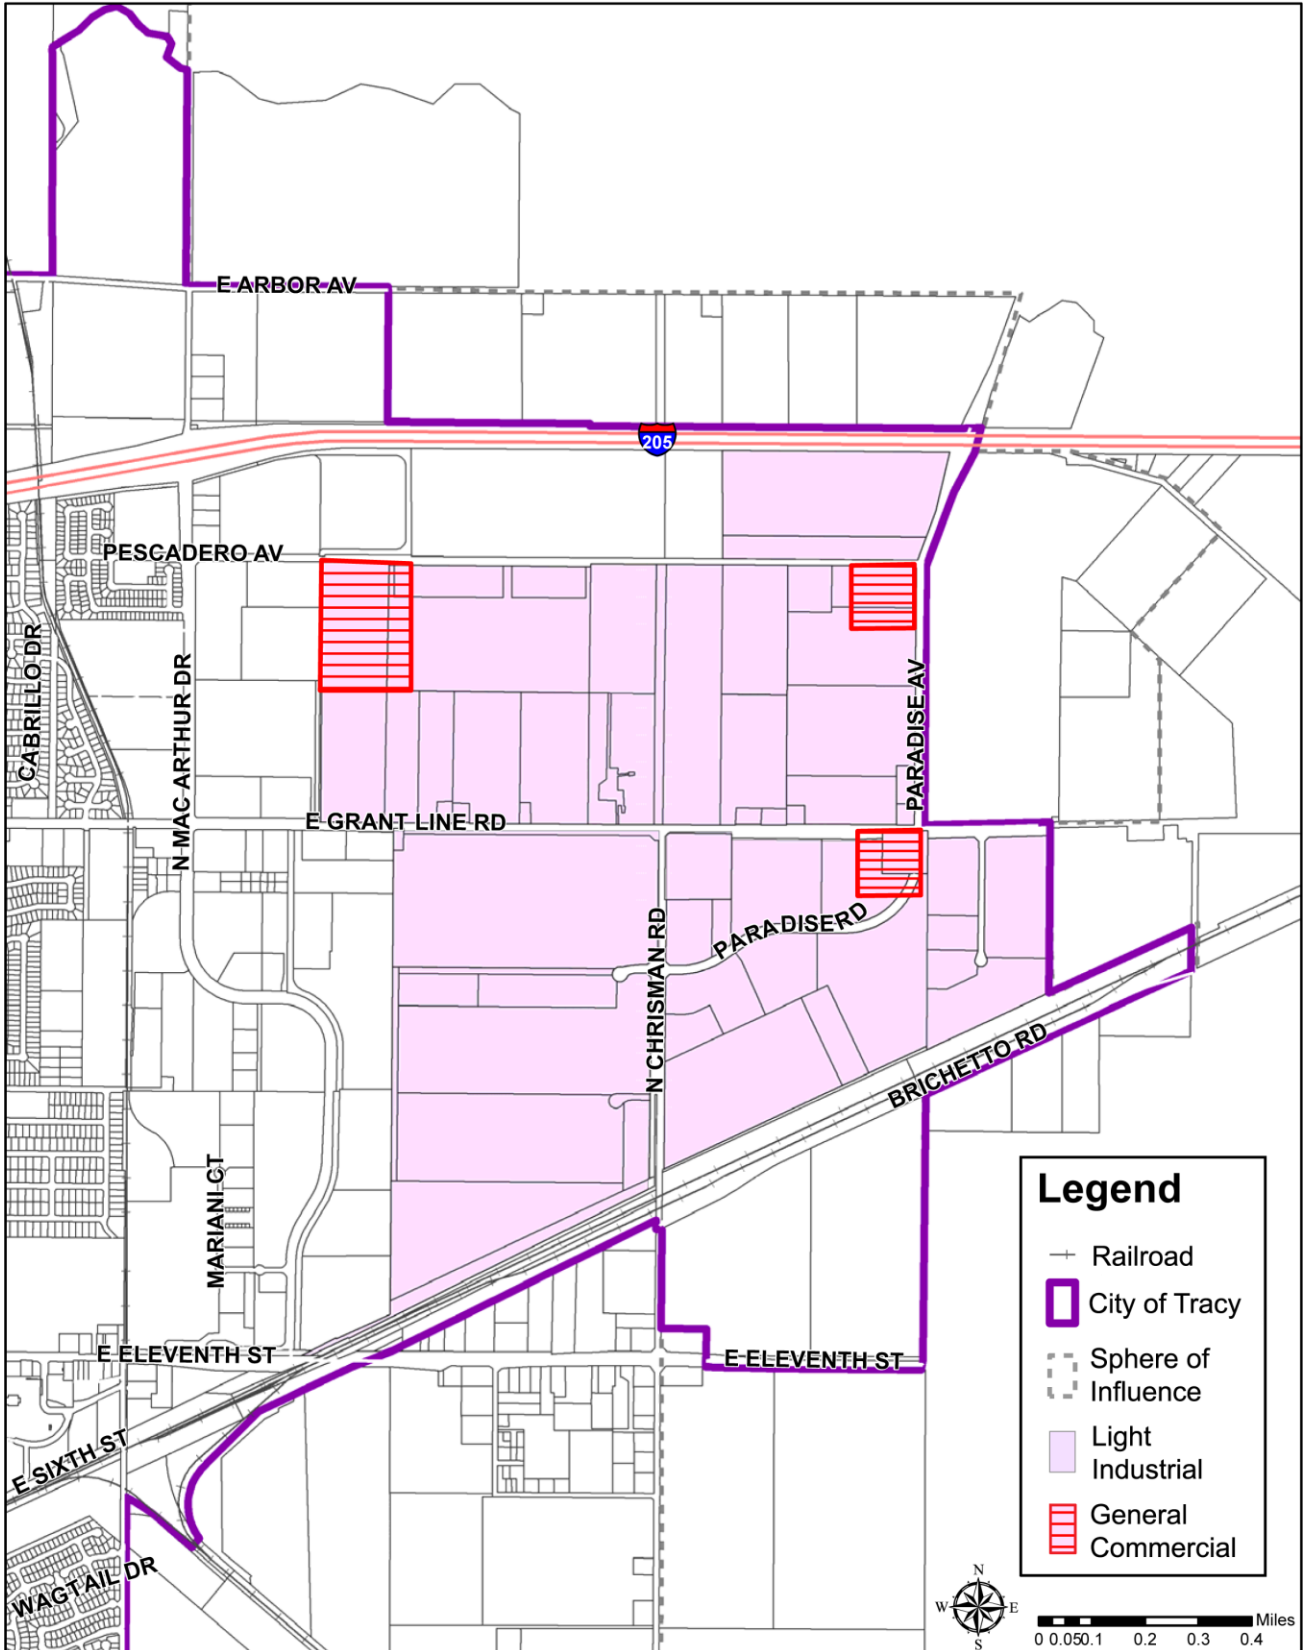 E ARBOR AV
205
PESCADERO AV
CABRILLO DR
N MAC ARTHUR DR
PARADISE AV
E GRANT LINE RD
PARADISE RD
N CHRISMAN RD
BRICHETTO RD
MARIANI CT
E ELEVENTH ST
E ELEVENTH ST
E SIXTH ST
WAGTAIL DR
Legend
Railroad
City of Tracy
Sphere of
Influence
Light
Industrial
General
Commercial
N
W E
S
Miles
0 0.050.1 0.2 0.3 0.4